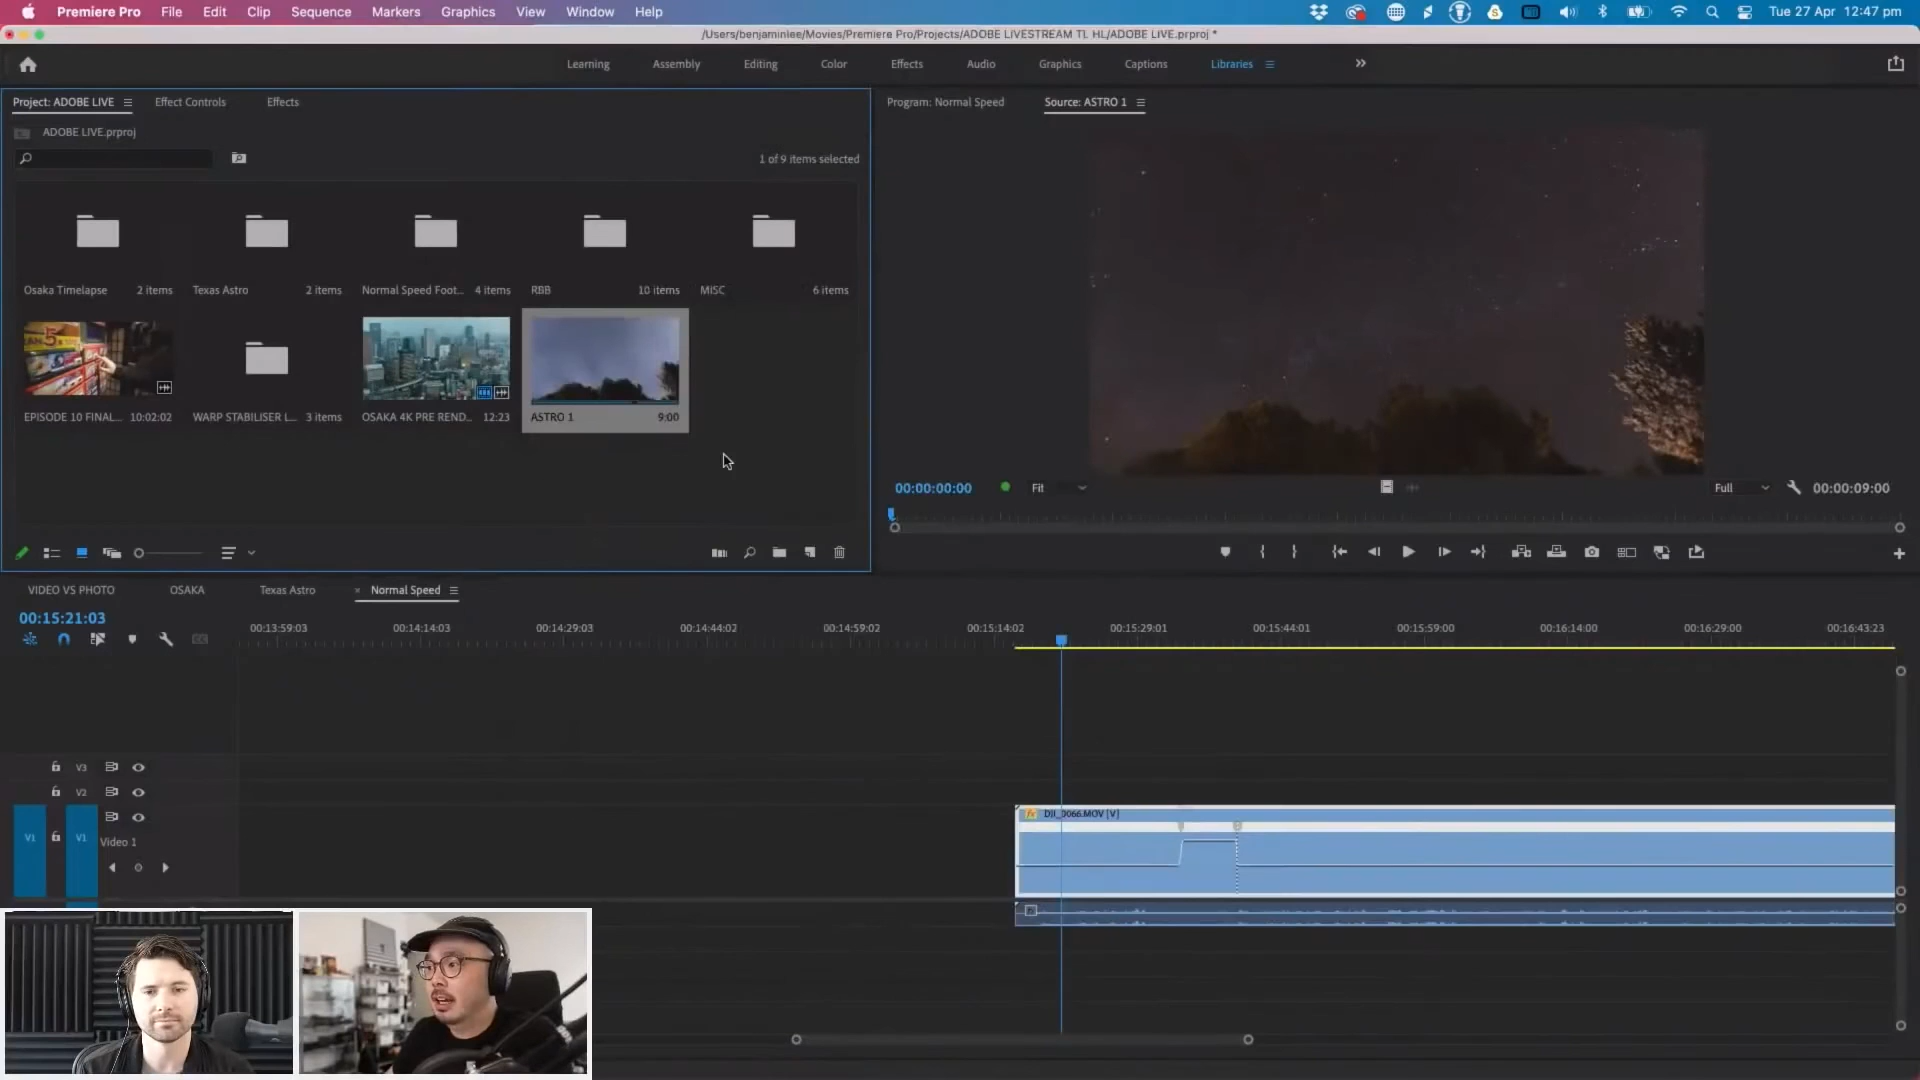 Premiere Pro File Edit Clip Sequence Markers Graphics View Window Help Tue 27 Apr 12:47 pm
/Users/benjaminlee/Movies/Premiere Pro/Projects/ADOBE LIVESTREAM TL HL/ADOBE LIVE.prproj *
Learning Assembly Editing Color Effects Audio Graphics Captions Libraries
Project: ADOBE LIVE Effect Controls Effects
Program: Normal Speed Source: ASTRO 1
ADOBE LIVE.prproj
1 of 9 items selected
Osaka Timelapse 2 items Texas Astro 2 items Normal Speed Foot... 4 items RBB 10 items MISC 6 items
EPISODE 10 FINAL... 10:02:02 WARP STABILISER L... 3 items OSAKA 4K PRE REND... 12:23 ASTRO 1 9:00
00:00:00:00 Fit Full 00:00:09:00
VIDEO VS PHOTO OSAKA Texas Astro × Normal Speed
00:15:21:03
00:13:59:03 00:14:14:03 00:14:29:03 00:14:44:02 00:14:59:02 00:15:14:02 00:15:29:01 00:15:44:01 00:15:59:00 00:16:14:00 00:16:29:00 00:16:43:23
V3
V2
DJI_0066.MOV [V]
V1 V1 Video 1